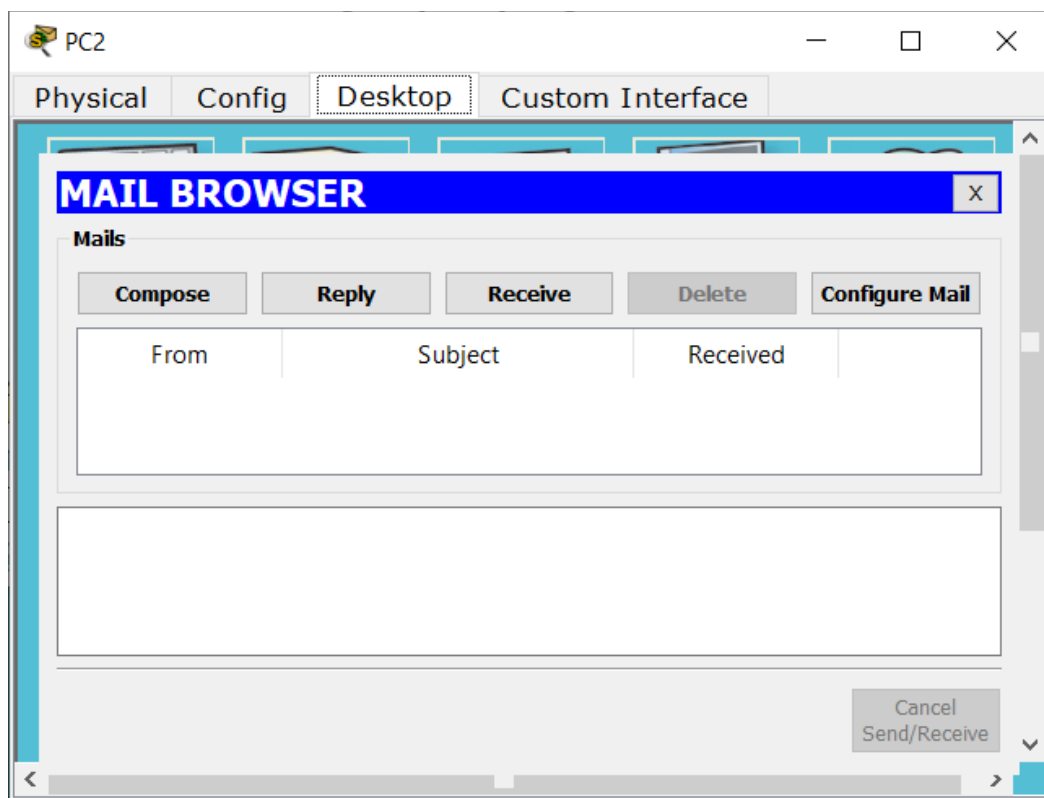 PC2
Physical Config Desktop Custom Interface
MAIL BROWSER X
Mails
Compose Reply Receive Delete Configure Mail
From Subject Received
Cancel
Send/Receive